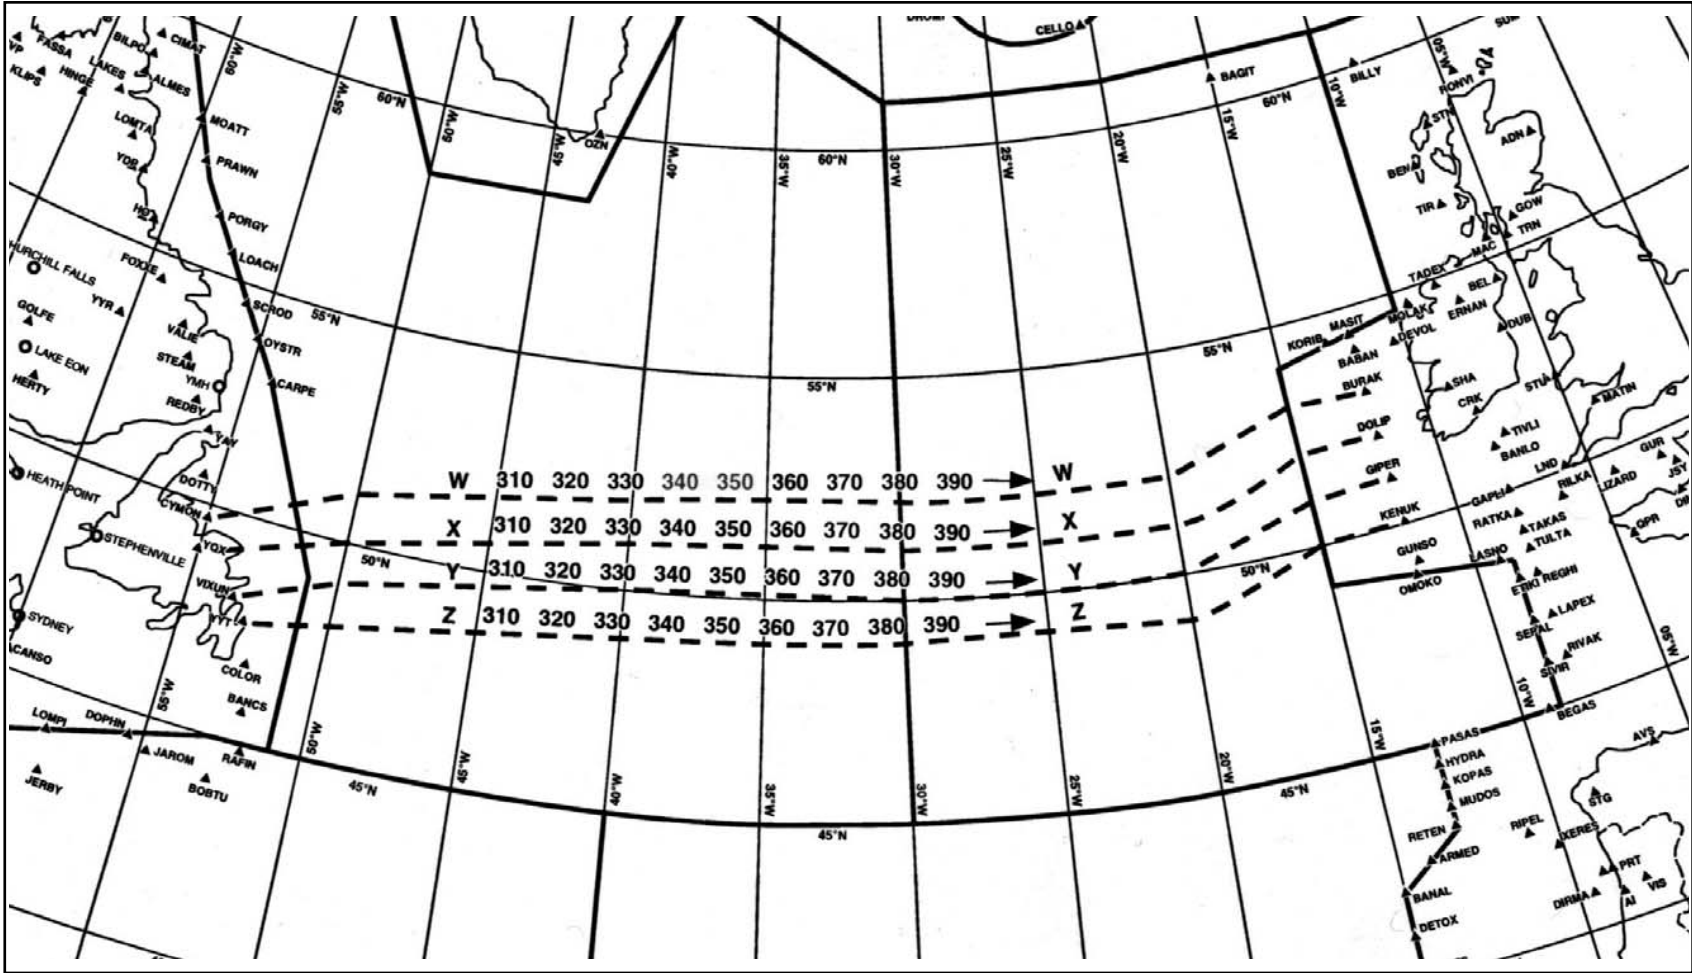 CELLO
CIMAT
BILPO
FASSA
LAKES
HINGE
KLIPS
ALMES
60°W
55°W
60°N
50°W
45°W
OZN
40°W
35°W
60°N
30°W
25°W
20°W
15°W
60°N
10°W
05°W
BAGIT
BILLY
RONVI
STN
ADN
BEN
TIR
GOW
TRN
MAC
LOMTA
MOATT
YDP
PRAWN
HO
PORGY
LOACH
CHURCHILL FALLS
FOXXE
YYR
GOLFE
SCROD
55°N
VALIE
OYSTR
LAKE EON
STEAM
YMH
CARPE
HERTY
REDBY
YAY
55°N
55°N
TADEX
BEL
MOLAK
ERNAN
MASIT
KORIB
DEVOL
DUB
BABAN
BURAK
SHA
CRK
STU
MATIN
DOLIP
TIVLI
BANLO
GUR
JSY
LND
GIPER
RILKA
LIZARD
GAPLI
KENUK
RATKA
TAKAS
QPR
TULTA
GUNSO
LASNO
OMOKO
ETIKI
REGHI
LAPEX
SEPAL
RIVAK
SIVIR
HEATH POINT
DOTTY
CYMON
STEPHENVILLE
YQX
VIXUN
YYT
SYDNEY
CANSO
COLOR
BANCS
W 310 320 330 340 350 360 370 380 390 W
X 310 320 330 340 350 360 370 380 390 X
50°N
Y 310 320 330 340 350 360 370 380 390 Y
50°N
Z 310 320 330 340 350 360 370 380 390 Z
55°W
LOMPI
DOPHN
JAROM
RAFIN
JERBY
BOBTU
50°W
45°N
45°W
40°W
35°W
45°N
30°W
25°W
20°W
45°N
15°W
10°W
05°W
BEGAS
PASAS
AVS
HYDRA
KOPAS
MUDOS
STG
RETEN
RIPEL
XERES
ARMED
PRT
VIS
BANAL
DIRMA
AI
DETOX